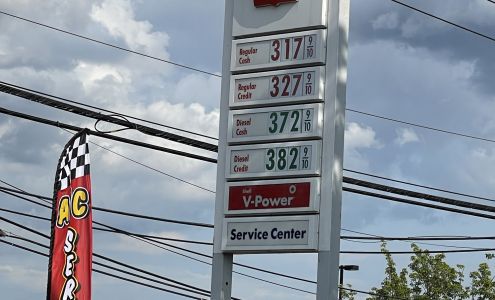 Regular
Cash
317 9/10
Regular
Credit
327 9/10
Diesel
Cash
372 9/10
Diesel
Credit
382 9/10
Shell
V-Power
Service Center
AC